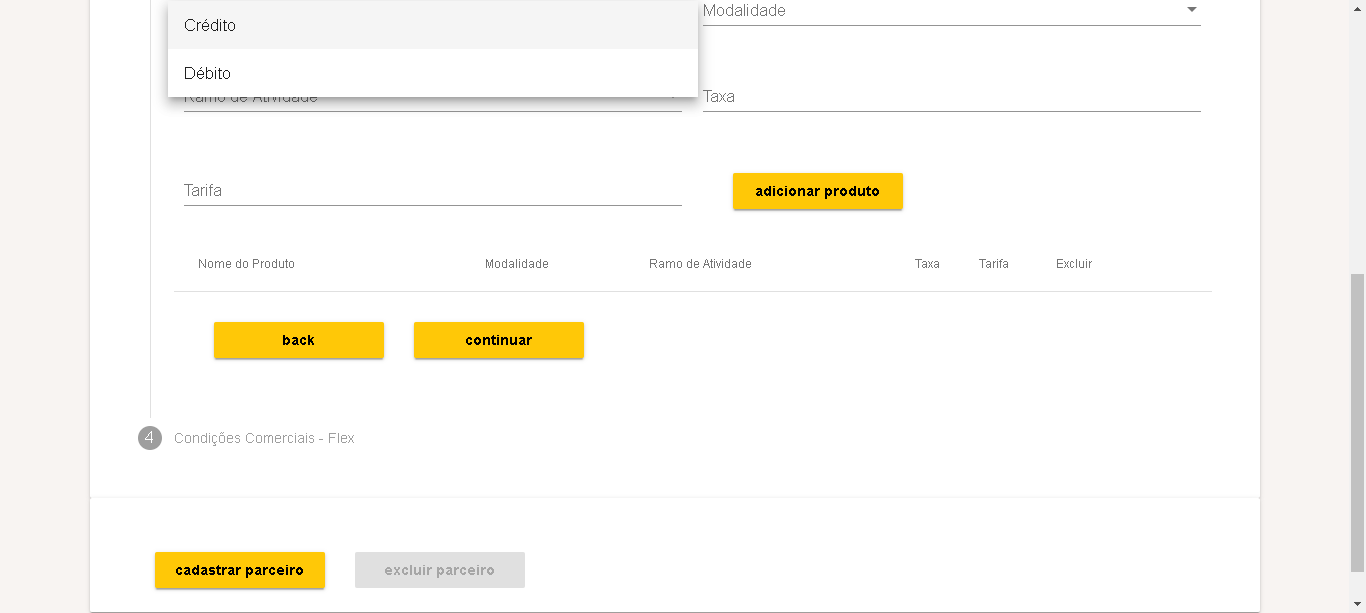 Crédito
Modalidade
Débito
Ramo de Atividade
Taxa
Tarifa
adicionar produto
Nome do Produto Modalidade Ramo de Atividade Taxa Tarifa Excluir
back continuar
4 Condições Comerciais - Flex
cadastrar parceiro excluir parceiro